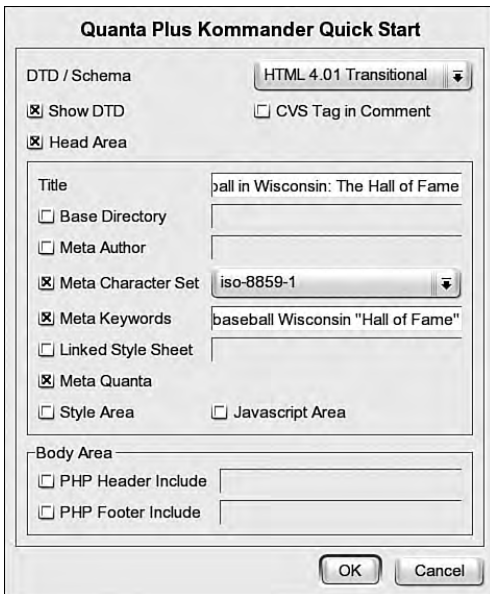 Quanta Plus Kommander Quick Start
DTD / Schema HTML 4.01 Transitional
Show DTD CVS Tag in Comment
Head Area
Title ball in Wisconsin: The Hall of Fame
Base Directory
Meta Author
Meta Character Set iso-8859-1
Meta Keywords baseball Wisconsin "Hall of Fame"
Linked Style Sheet
Meta Quanta
Style Area Javascript Area
Body Area
PHP Header Include
PHP Footer Include
OK Cancel